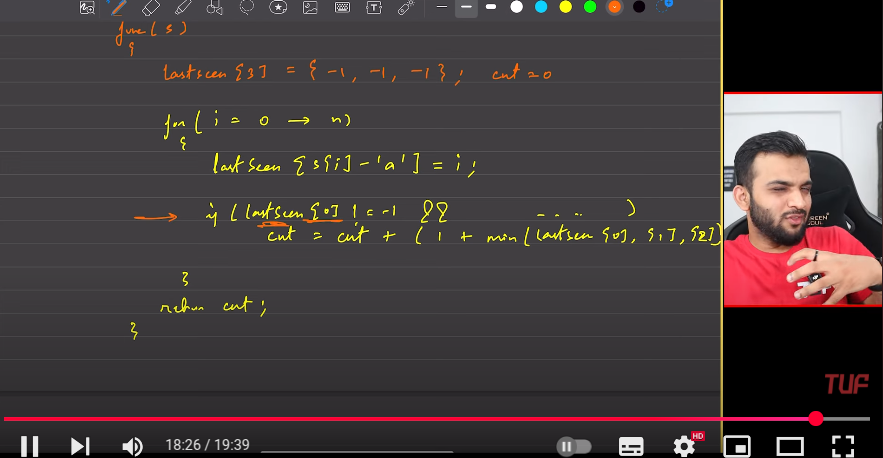 func(s)
{
lastseen[3] = {-1, -1, -1}; cnt = 0
for(i = 0 → n)
{
lastseen[s[i] - 'a'] = i;
if(lastseen[0] != -1 && .... )
cnt = cnt + (1 + min(lastseen[0], [1], [2])
}
return cnt;
}
TUF
HD
18:26 / 19:39